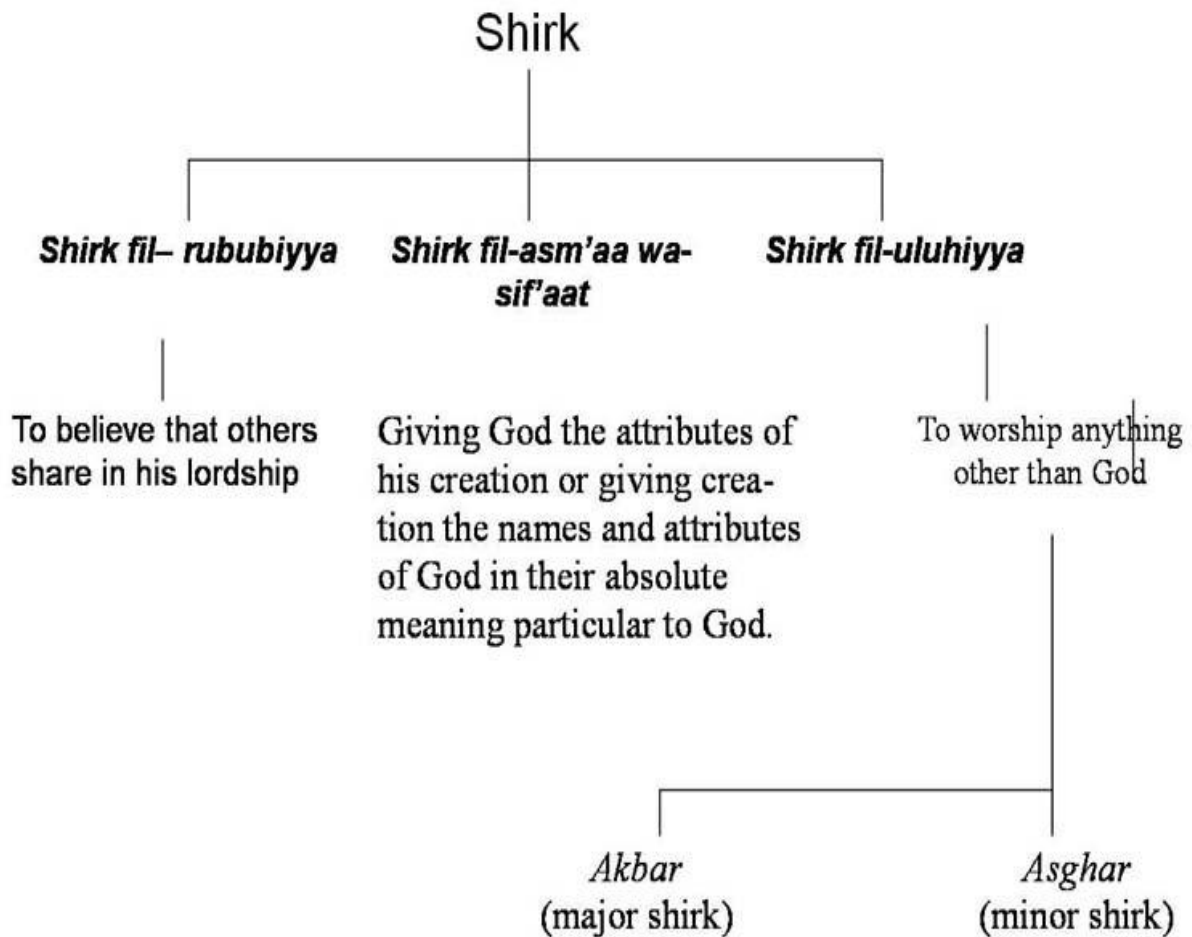 Shirk
Shirk fil– rububiyya
Shirk fil-asm’aa wa-
sif’aat
Shirk fil-uluhiyya
To believe that others
share in his lordship
Giving God the attributes of
his creation or giving crea-
tion the names and attributes
of God in their absolute
meaning particular to God.
To worship anything
other than God
Akbar
(major shirk)
Asghar
(minor shirk)